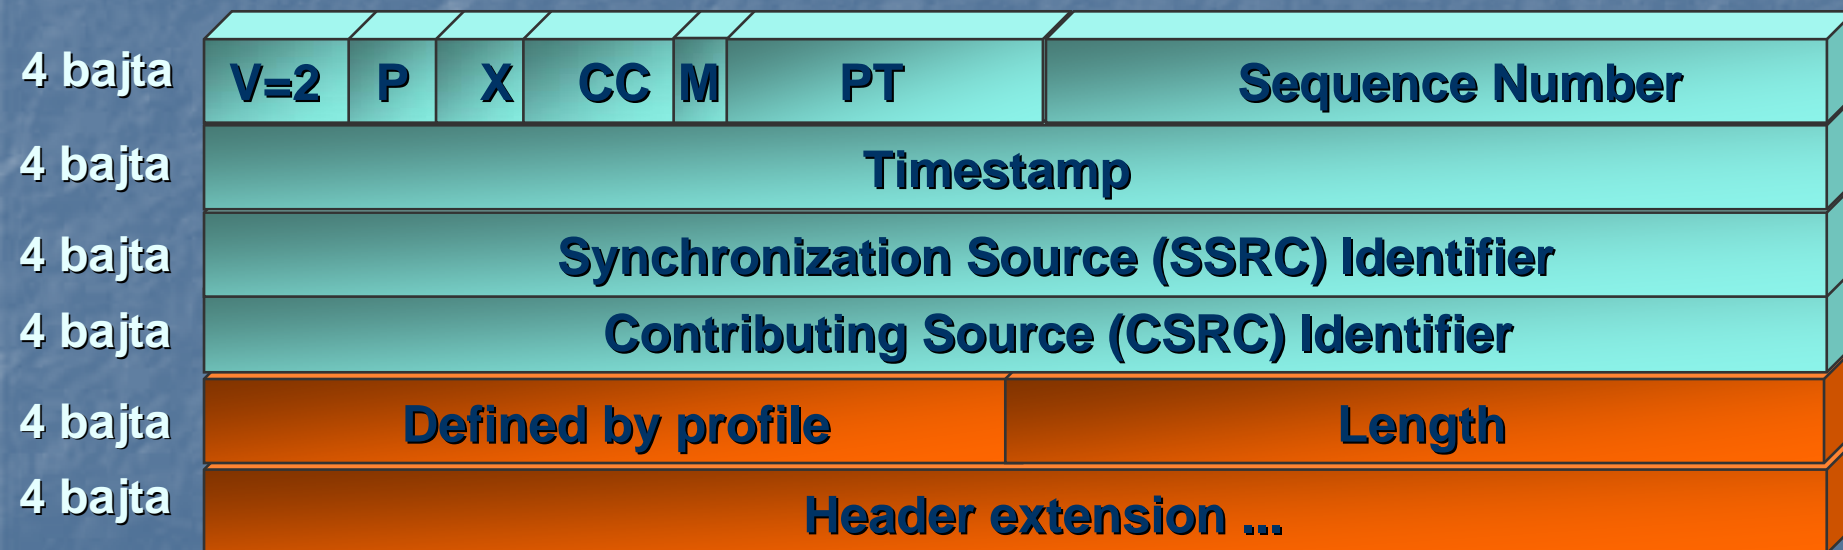 4 bajta V=2 P X CC M PT Sequence Number
4 bajta Timestamp
4 bajta Synchronization Source (SSRC) Identifier
4 bajta Contributing Source (CSRC) Identifier
4 bajta Defined by profile Length
4 bajta Header extension ...